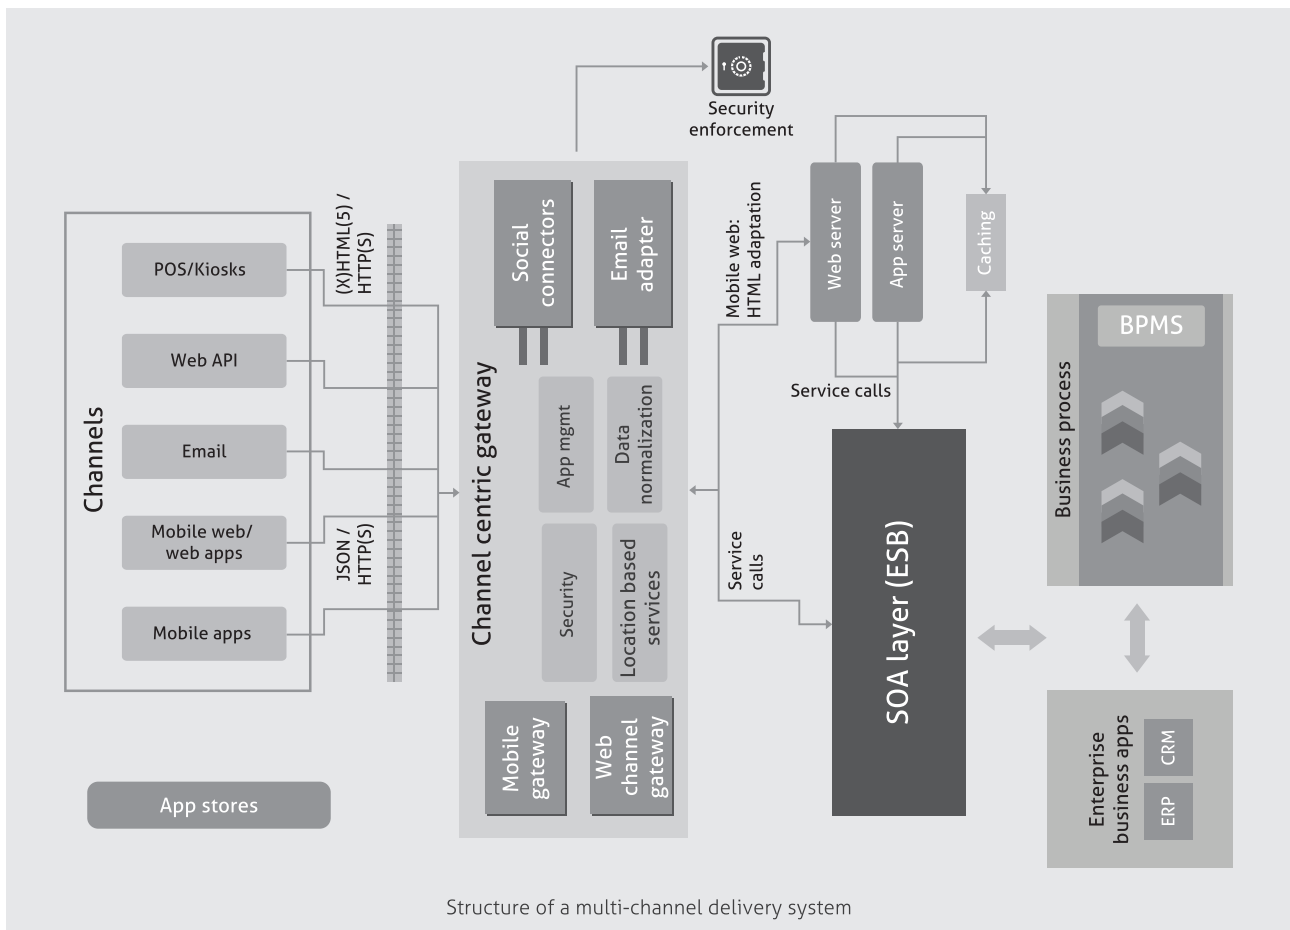 Security
enforcement
Channels
POS/Kiosks
Web API
Email
Mobile web/
web apps
Mobile apps
App stores
(X)HTML(5) /
HTTP(S)
JSON /
HTTP(S)
Channel centric gateway
Social
connectors
Email
adapter
App mgmt
Data
normalization
Security
Location based
services
Mobile
gateway
Web
channel
gateway
Mobile web:
HTML adaptation
Service
calls
Web server
App server
Caching
Service calls
SOA layer (ESB)
Business process
BPMS
Enterprise
business apps
CRM
ERP
Structure of a multi-channel delivery system